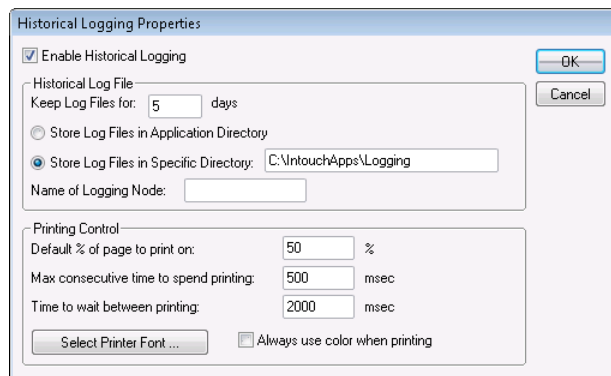 Historical Logging Properties
Enable Historical Logging
OK
Cancel
Historical Log File
Keep Log Files for: 5 days
Store Log Files in Application Directory
Store Log Files in Specific Directory: C:\IntouchApps\Logging
Name of Logging Node:
Printing Control
Default % of page to print on: 50 %
Max consecutive time to spend printing: 500 msec
Time to wait between printing: 2000 msec
Select Printer Font ... Always use color when printing